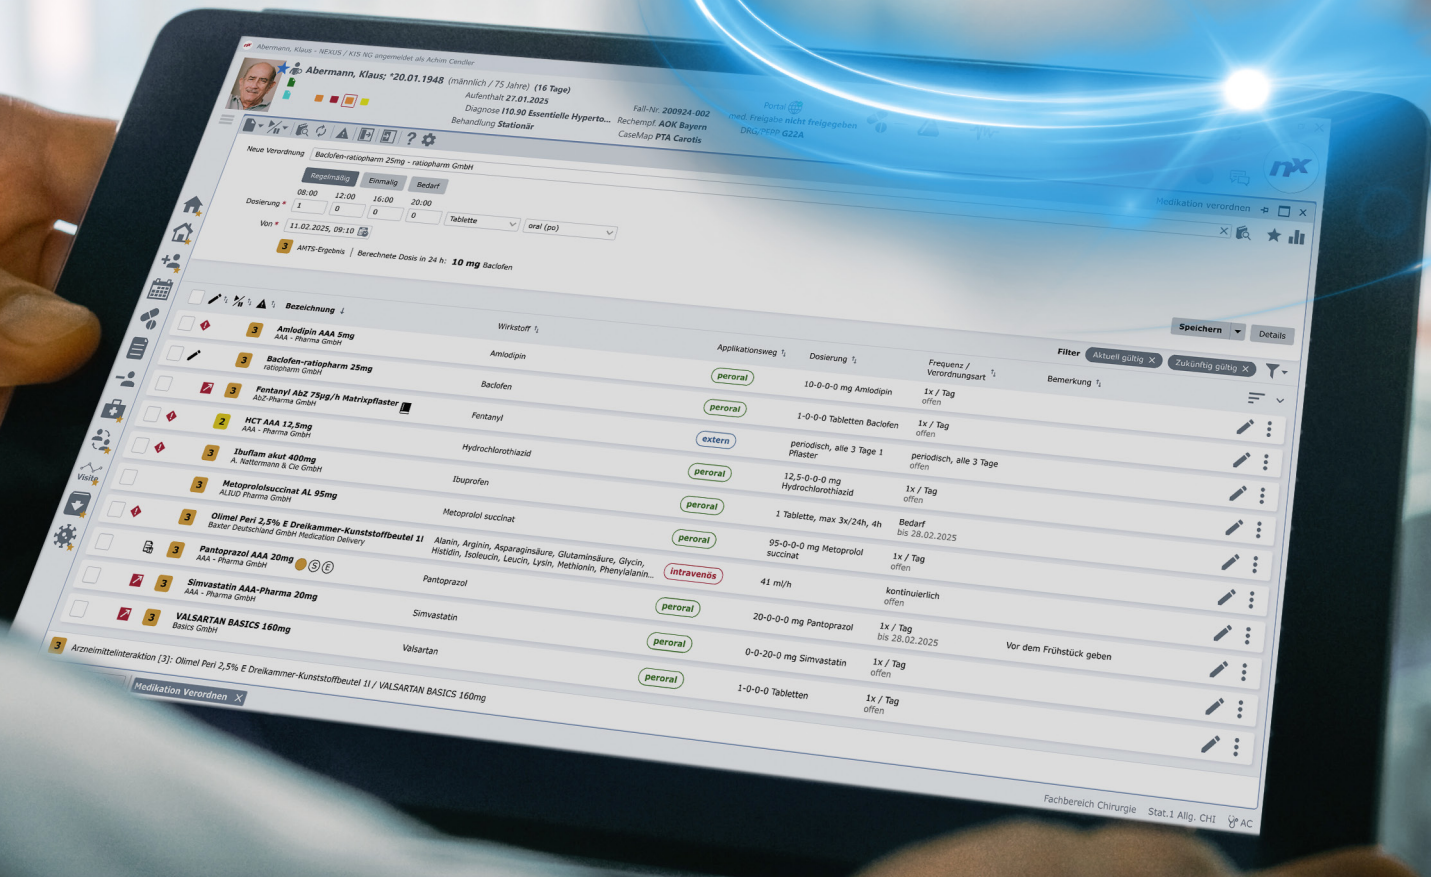 Abermann, Klaus - NEXUS / KIS NG angemeldet als Achim Cendler
Abermann, Klaus; *20.01.1948 (männlich / 75 Jahre) (16 Tage)
Aufenthalt 27.01.2025
Diagnose I10.90 Essentielle Hyperto...
Behandlung Stationär
Fall-Nr. 200924-002
Rechempf. AOK Bayern
CaseMap PTA Carotis
Portal
med. Freigabe nicht freigegeben
DRG/PEPP G22A
nx
Medikation verordnen
Neue Verordnung Baclofen-ratiopharm 25mg - ratiopharm GmbH
Regelmäßig Einmalig Bedarf
08:00 12:00 16:00 20:00
Dosierung * 1 0 0 0 Tablette oral (po)
Von * 11.02.2025, 09:10
3 AMTS-Ergebnis | Berechnete Dosis in 24 h: 10 mg Baclofen
Speichern Details
Filter Aktuell gültig × Zukünftig gültig ×
Bezeichnung ↓ Wirkstoff Applikationsweg Dosierung Frequenz / Verordnungsart Bemerkung
3 Amlodipin AAA 5mg Amlodipin peroral 10-0-0-0 mg Amlodipin 1x / Tag
AAA - Pharma GmbH offen
3 Baclofen-ratiopharm 25mg Baclofen peroral 1-0-0-0 Tabletten Baclofen 1x / Tag
ratiopharm GmbH offen
3 Fentanyl AbZ 75µg/h Matrixpflaster Fentanyl extern periodisch, alle 3 Tage 1 Pflaster periodisch, alle 3 Tage
AbZ-Pharma GmbH offen
2 HCT AAA 12,5mg Hydrochlorothiazid peroral 12,5-0-0-0 mg Hydrochlorothiazid 1x / Tag
AAA - Pharma GmbH offen
3 Ibuflam akut 400mg Ibuprofen peroral 1 Tablette, max 3x/24h, 4h Bedarf
A. Nattermann & Cie GmbH bis 28.02.2025
3 Metoprololsuccinat AL 95mg Metoprolol succinat peroral 95-0-0-0 mg Metoprolol succinat 1x / Tag
ALIUD Pharma GmbH offen
3 Olimel Peri 2,5% E Dreikammer-Kunststoffbeutel 1l Alanin, Arginin, Asparaginsäure, Glutaminsäure, Glycin, intravenös 41 ml/h kontinuierlich
Baxter Deutschland GmbH Medication Delivery Histidin, Isoleucin, Leucin, Lysin, Methionin, Phenylalanin... offen
3 Pantoprazol AAA 20mg S E Pantoprazol peroral 20-0-0-0 mg Pantoprazol 1x / Tag Vor dem Frühstück geben
AAA - Pharma GmbH bis 28.02.2025
3 Simvastatin AAA-Pharma 20mg Simvastatin peroral 0-0-20-0 mg Simvastatin 1x / Tag
AAA - Pharma GmbH offen
3 VALSARTAN BASICS 160mg Valsartan peroral 1-0-0-0 Tabletten 1x / Tag
Basics GmbH offen
3 Arzneimittelinteraktion [3]: Olimel Peri 2,5% E Dreikammer-Kunststoffbeutel 1l / VALSARTAN BASICS 160mg
Visite
Medikation Verordnen ×
Fachbereich Chirurgie Stat.1 Allg. CHI AC